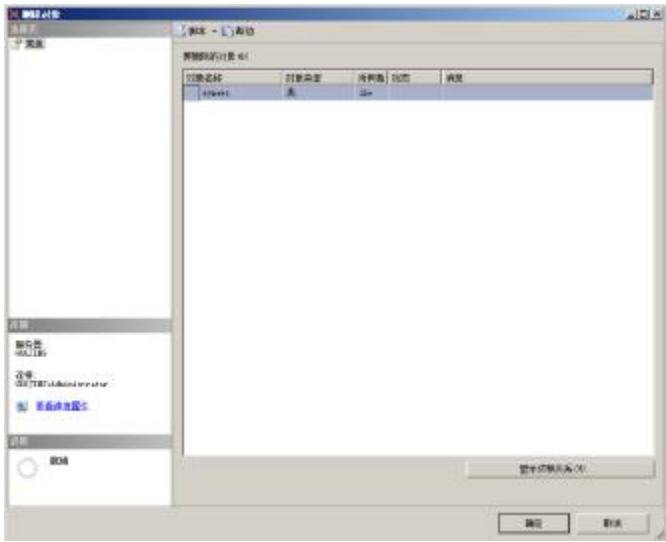 删除对象
选择页
常规
脚本
帮助
要删除的对象(O)
对象名称
对象类型
所有者
状态
消息
表
dbo
连接
服务器:
连接:
查看连接属性
进度
就绪
显示依赖关系(S)
确定
取消